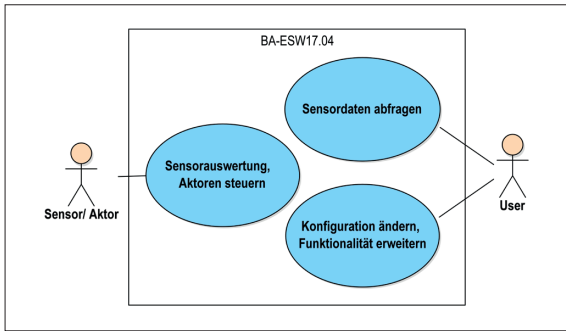 BA-ESW17.04
Sensordaten abfragen
Sensorauswertung,
Aktoren steuern
Sensor/ Aktor
User
Konfiguration ändern,
Funktionalität erweitern